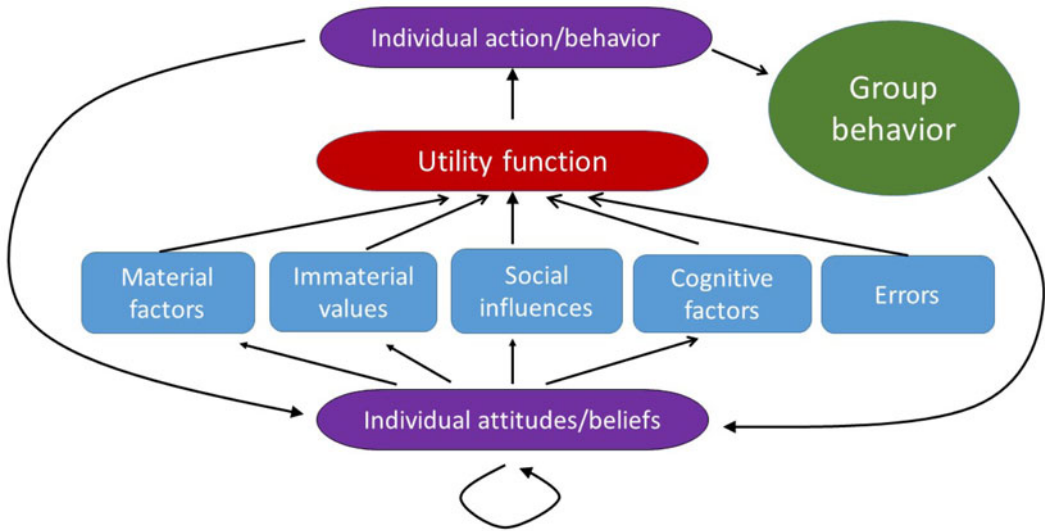 Individual action/behavior
Group
behavior
Utility function
Material
factors
Immaterial
values
Social
influences
Cognitive
factors
Errors
Individual attitudes/beliefs